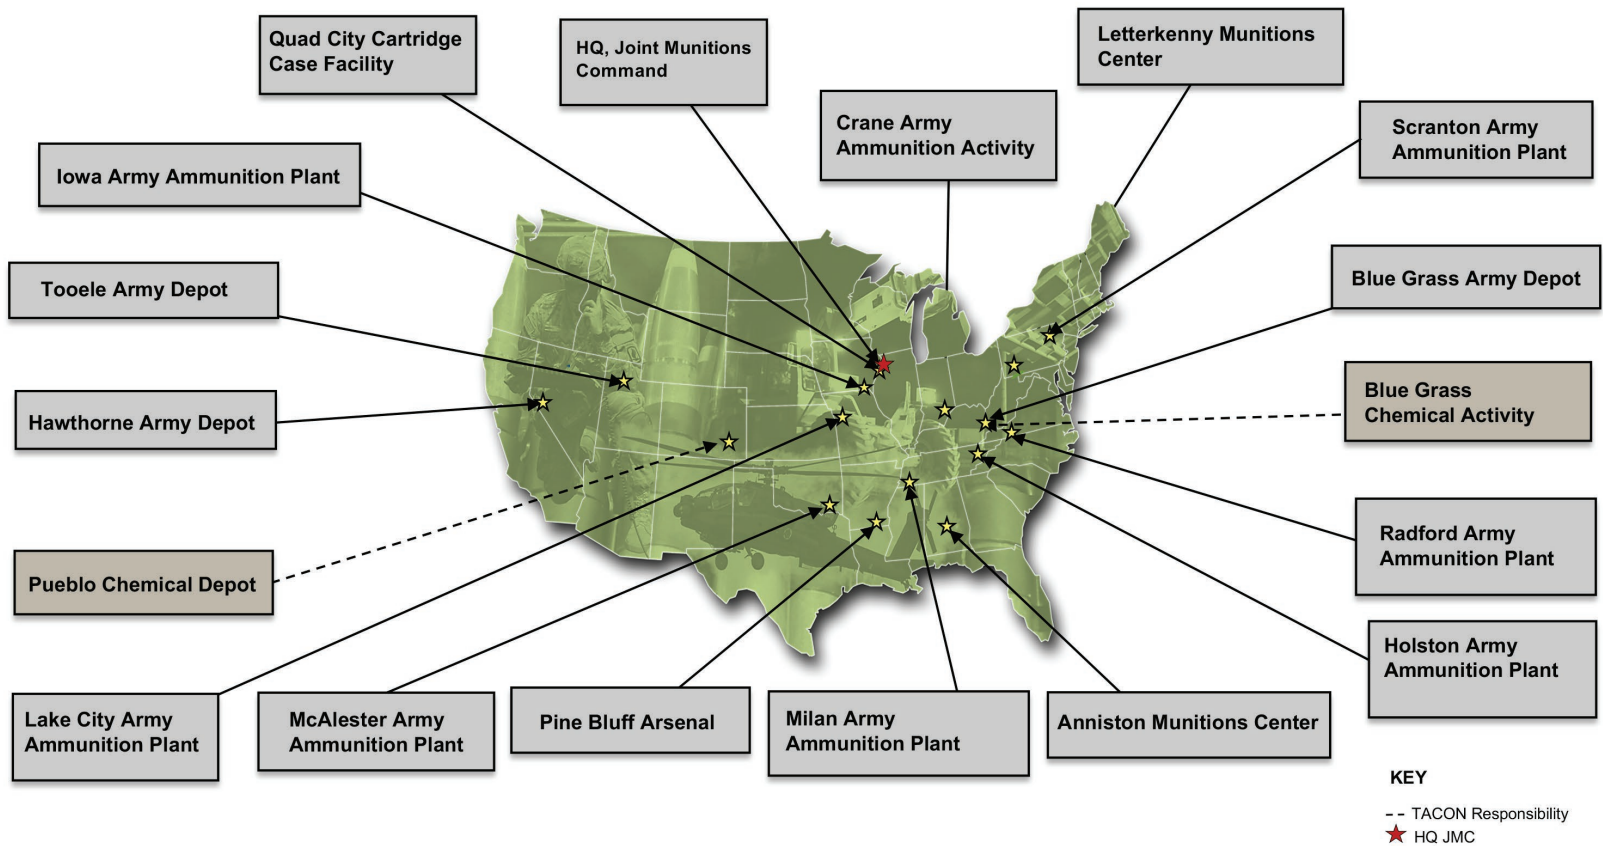 Quad City Cartridge
Case Facility
HQ, Joint Munitions
Command
Letterkenny Munitions
Center
Crane Army
Ammunition Activity
Scranton Army
Ammunition Plant
Iowa Army Ammunition Plant
Tooele Army Depot
Blue Grass Army Depot
Hawthorne Army Depot
Blue Grass
Chemical Activity
Pueblo Chemical Depot
Radford Army
Ammunition Plant
Holston Army
Ammunition Plant
Lake City Army
Ammunition Plant
McAlester Army
Ammunition Plant
Pine Bluff Arsenal
Milan Army
Ammunition Plant
Anniston Munitions Center
KEY
TACON Responsibility
HQ JMC